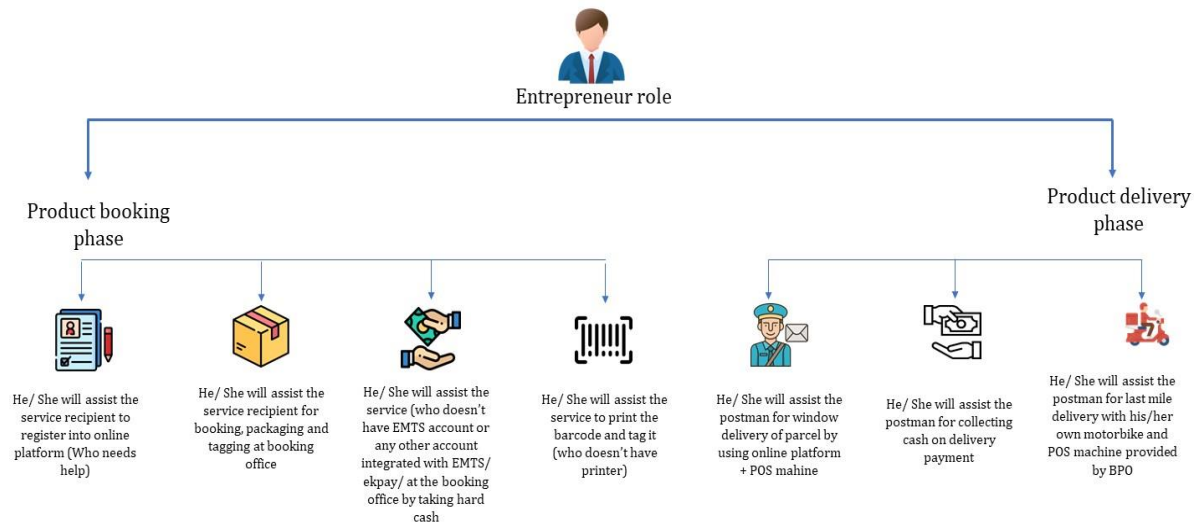 Entrepreneur role
Product booking
phase
Product delivery
phase
He/ She will assist the
service recipient to
register into online
platform (Who needs
help)
He/ She will assist the
service recipient for
booking, packaging and
tagging at booking
office
He/ She will assist the
service (who doesn't
have EMTS account or
any other account
integrated with EMTS/
ekpay/ at the booking
office by taking hard
cash
He/ She will assist the
service to print the
barcode and tag it
(who doesn't have
printer)
He/ She will assist the
postman for window
delivery of parcel by
using online platform
+ POS mahine
He/ She will assist the
postman for collecting
cash on delivery
payment
He/ She will assist the
postman for last mile
delivery with his/her
own motorbike and
POS machine provided
by BPO